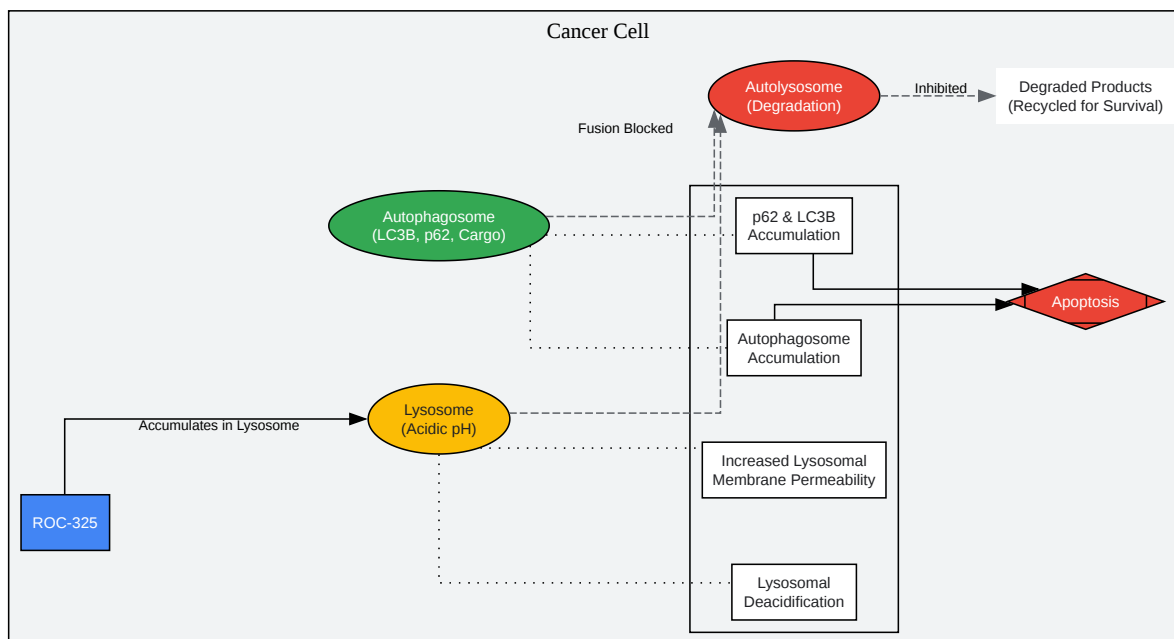 Cancer Cell
Autolysosome
(Degradation)
Inhibited
Degraded Products
(Recycled for Survival)
Fusion Blocked
Autophagosome
(LC3B, p62, Cargo)
p62 & LC3B
Accumulation
Apoptosis
Autophagosome
Accumulation
Lysosome
(Acidic pH)
Accumulates in Lysosome
Increased Lysosomal
Membrane Permeability
ROC-325
Lysosomal
Deacidification